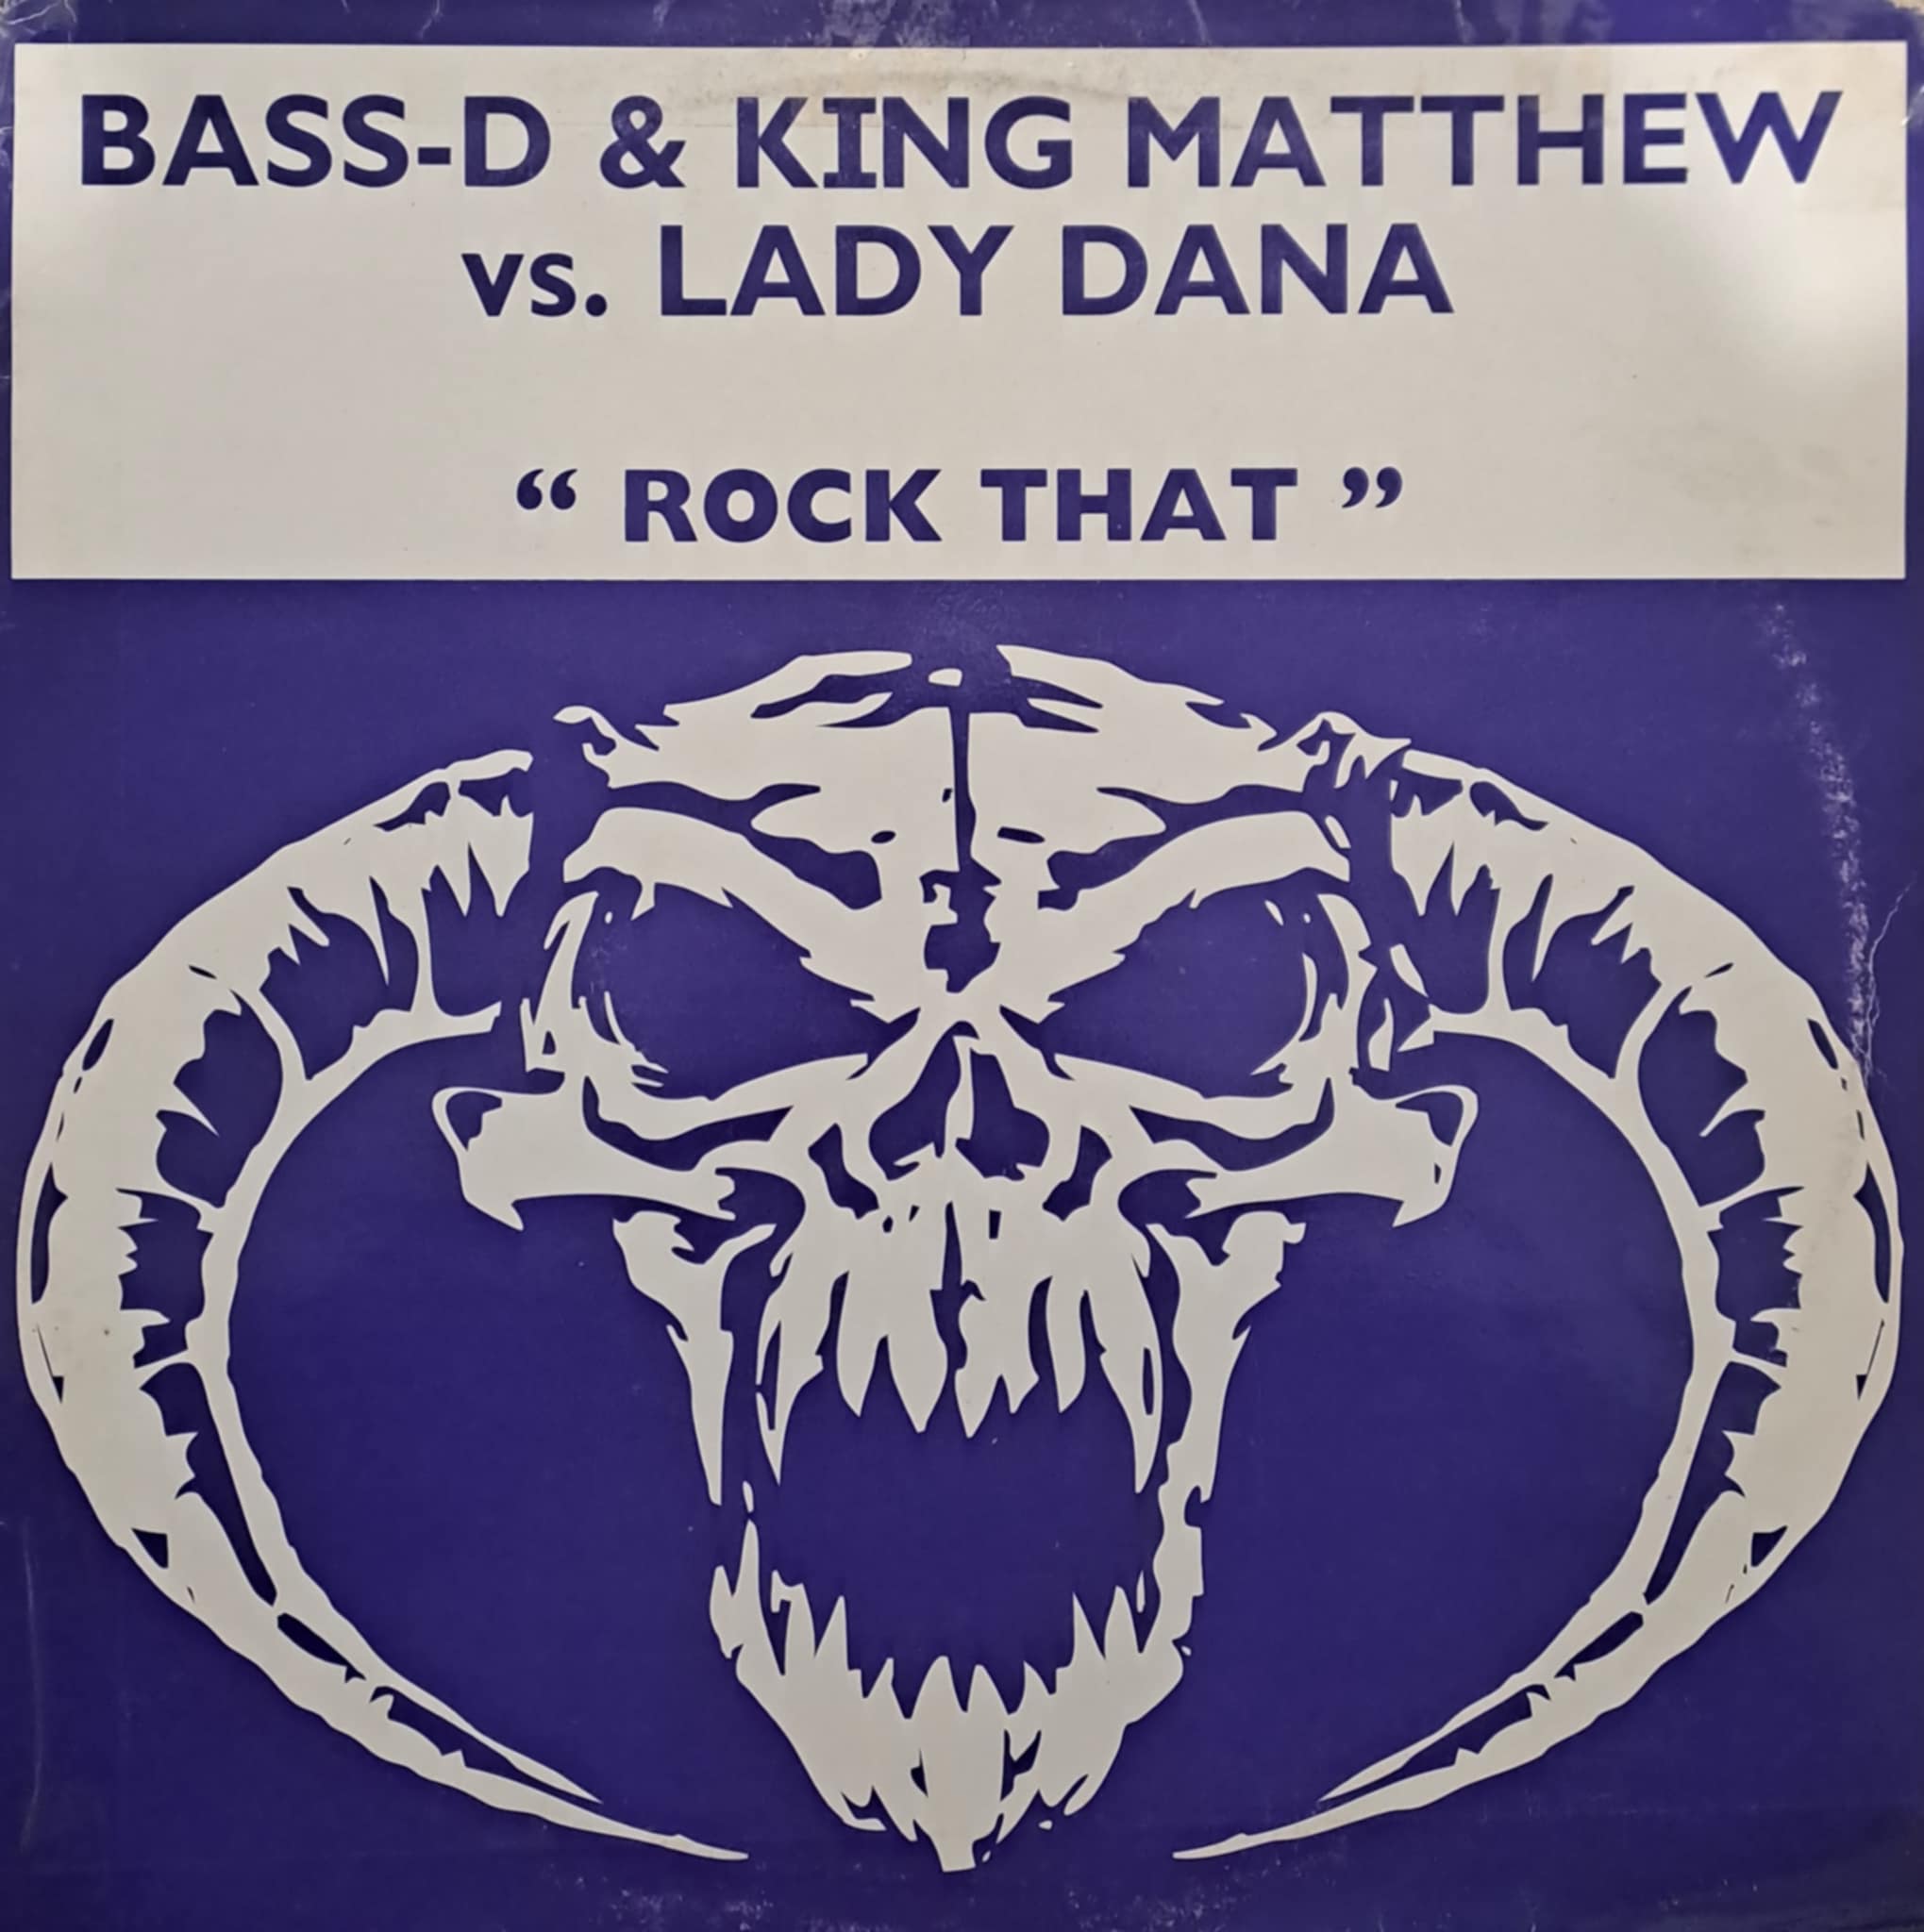 BASS-D & KING MATTHEW
vs. LADY DANA
“ ROCK THAT ”